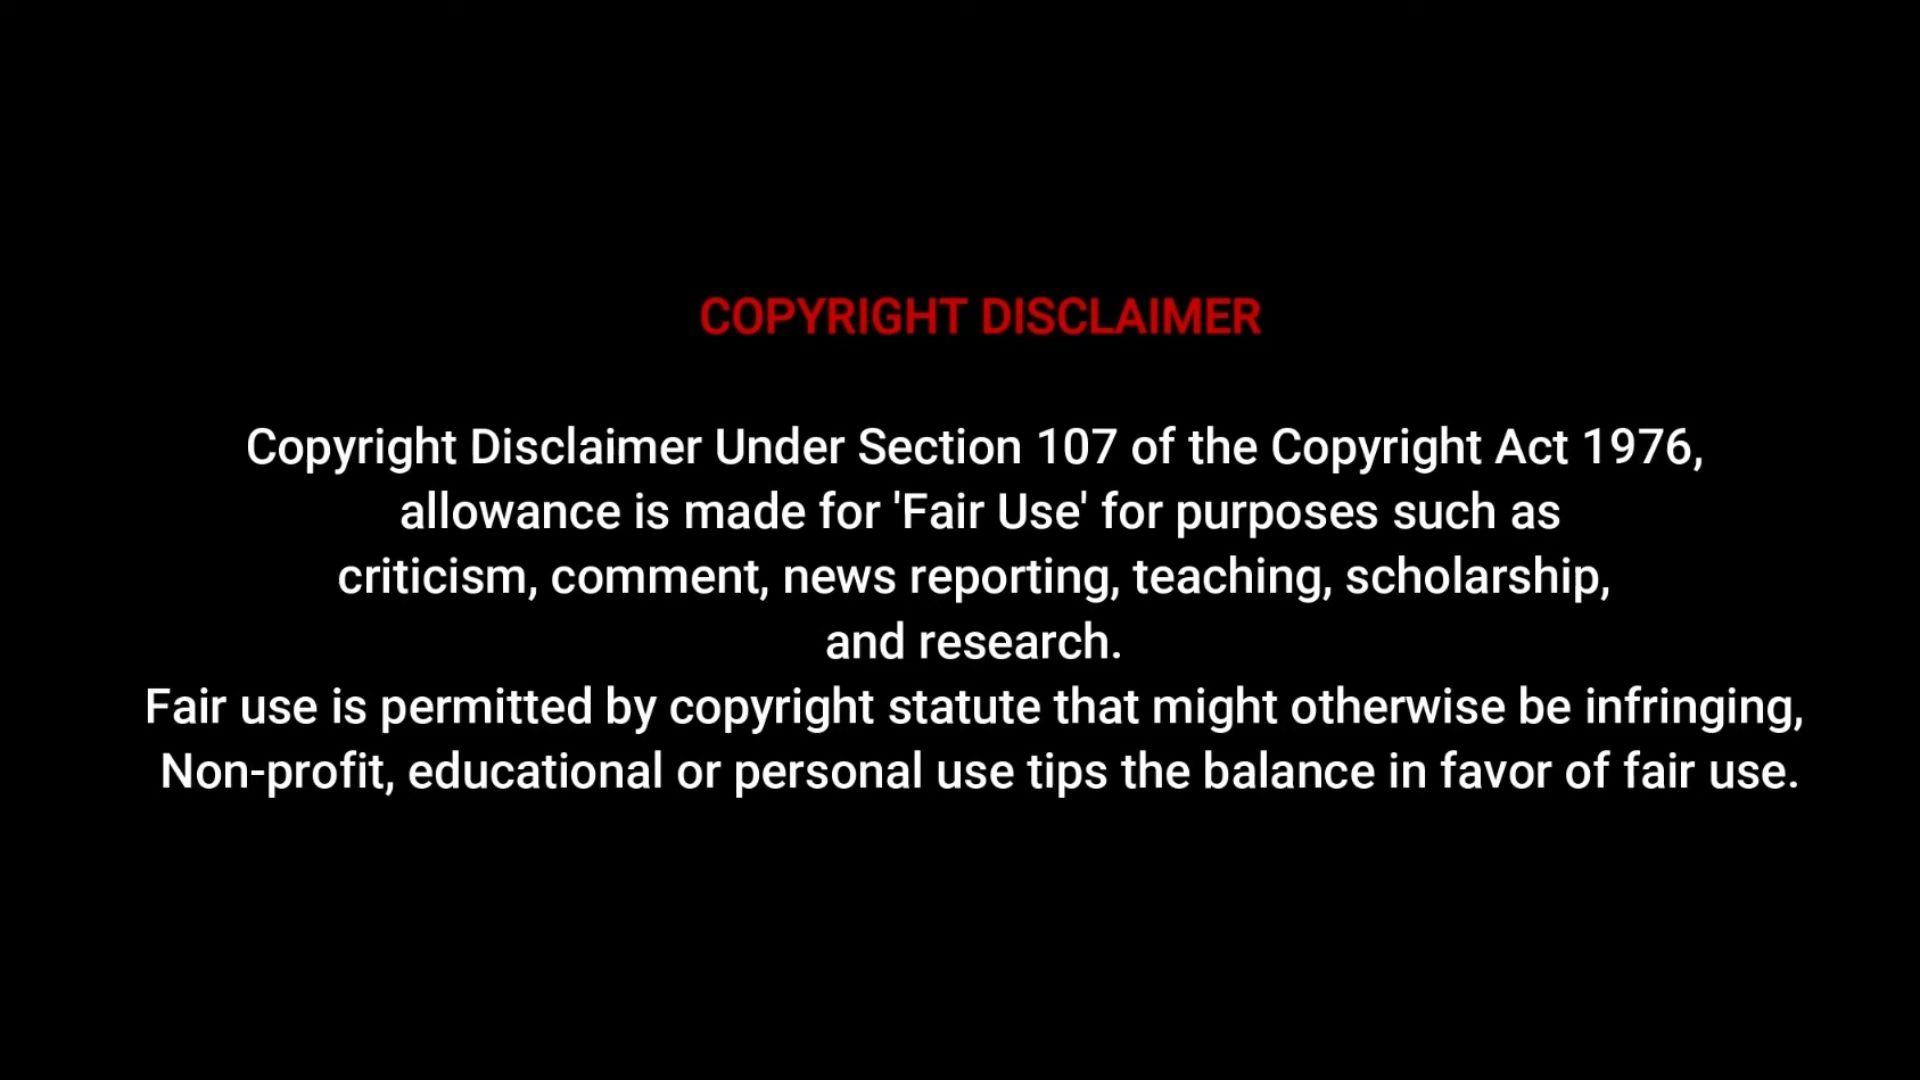 COPYRIGHT DISCLAIMER
Copyright Disclaimer Under Section 107 of the Copyright Act 1976,
allowance is made for 'Fair Use' for purposes such as
criticism, comment, news reporting, teaching, scholarship,
and research.
Fair use is permitted by copyright statute that might otherwise be infringing,
Non-profit, educational or personal use tips the balance in favor of fair use.